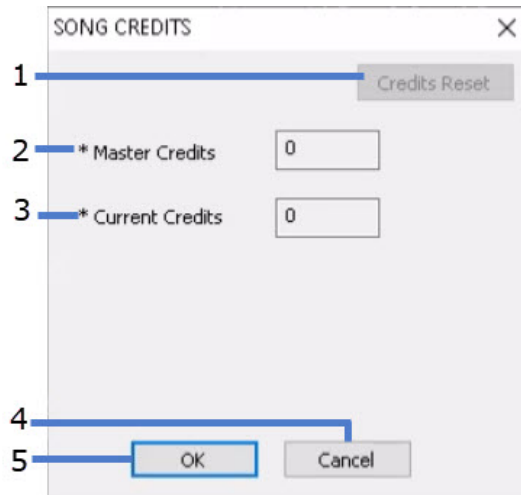 SONG CREDITS
1 Credits Reset
2 * Master Credits 0
3 * Current Credits 0
4
5 OK Cancel